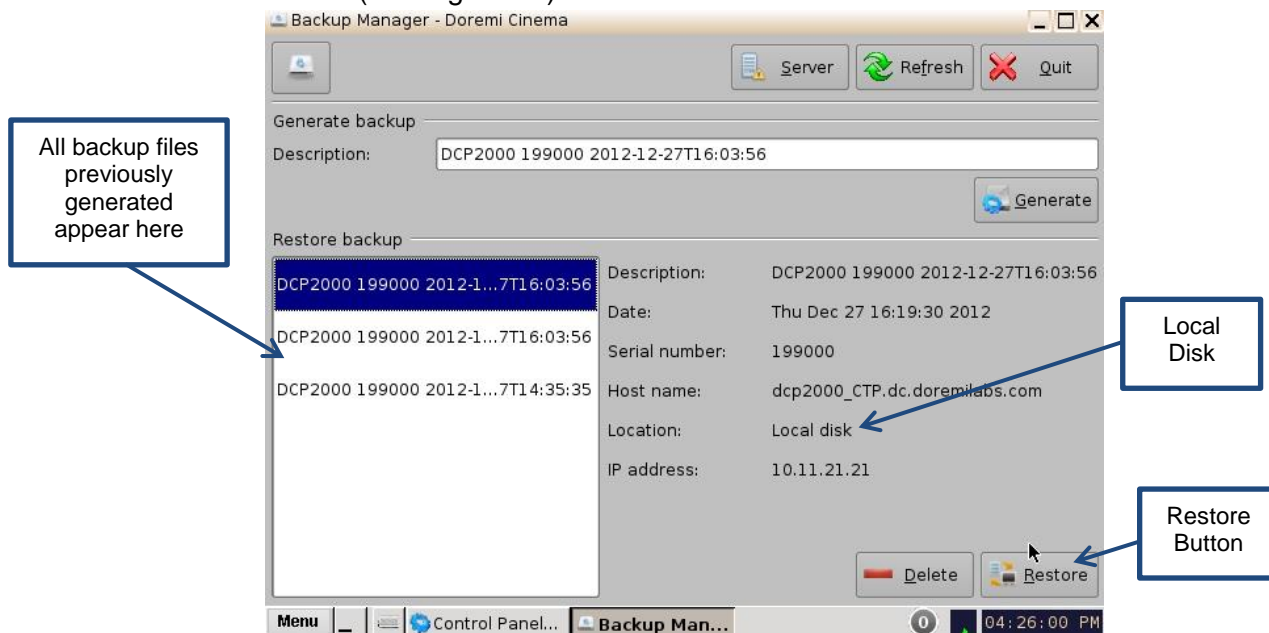 Backup Manager - Doremi Cinema
Server Refresh Quit
Generate backup
Description: DCP2000 199000 2012-12-27T16:03:56
Generate
All backup files
previously
generated
appear here
Restore backup
DCP2000 199000 2012-1...7T16:03:56
DCP2000 199000 2012-1...7T16:03:56
DCP2000 199000 2012-1...7T14:35:35
Description: DCP2000 199000 2012-12-27T16:03:56
Date: Thu Dec 27 16:19:30 2012
Serial number: 199000
Host name: dcp2000_CTP.dc.doremilabs.com
Location: Local disk
IP address: 10.11.21.21
Local
Disk
Restore
Button
Delete Restore
Menu Control Panel... Backup Man... 0 04:26:00 PM